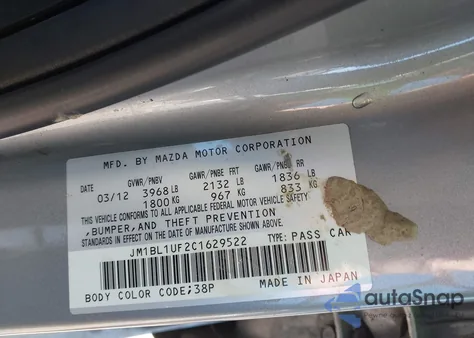 MFD. BY MAZDA MOTOR CORPORATION
GVWR/PNBV GAWR/PNBE FRT GAWR/PNBE RR
03/12 3968 LB 2132 LB 1836 LB
1800 KG 967 KG 833 KG
THIS VEHICLE CONFORMS TO ALL APPLICABLE FEDERAL MOTOR VEHICLE SAFETY
,BUMPER,AND THEFT PREVENTION
STANDARDS IN EFFECT ON THE DATE OF MANUFACTURE SHOWN ABOVE.
JM1BL1UF2C1629522 TYPE: PASS CAR
BODY COLOR CODE;38P MADE IN JAPAN
autoSnap